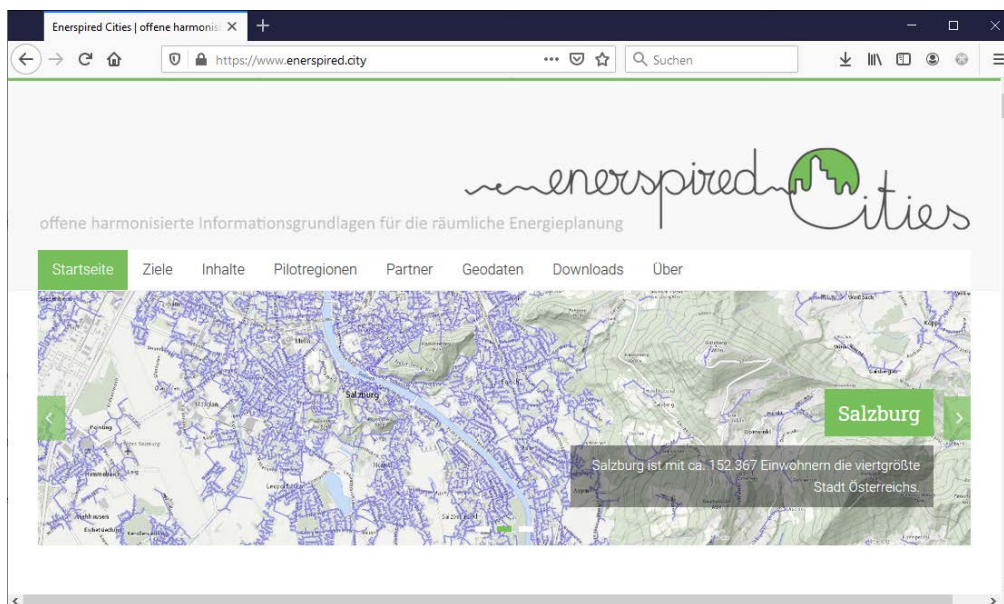 Enerspired Cities | offene harmonis
https://www.enerspired.city
Suchen
enerspired Cities
offene harmonisierte Informationsgrundlagen für die räumliche Energieplanung
Startseite Ziele Inhalte Pilotregionen Partner Geodaten Downloads Über
Salzburg
Salzburg
Salzburg ist mit ca. 152.367 Einwohnern die viertgrößte
Stadt Österreichs.